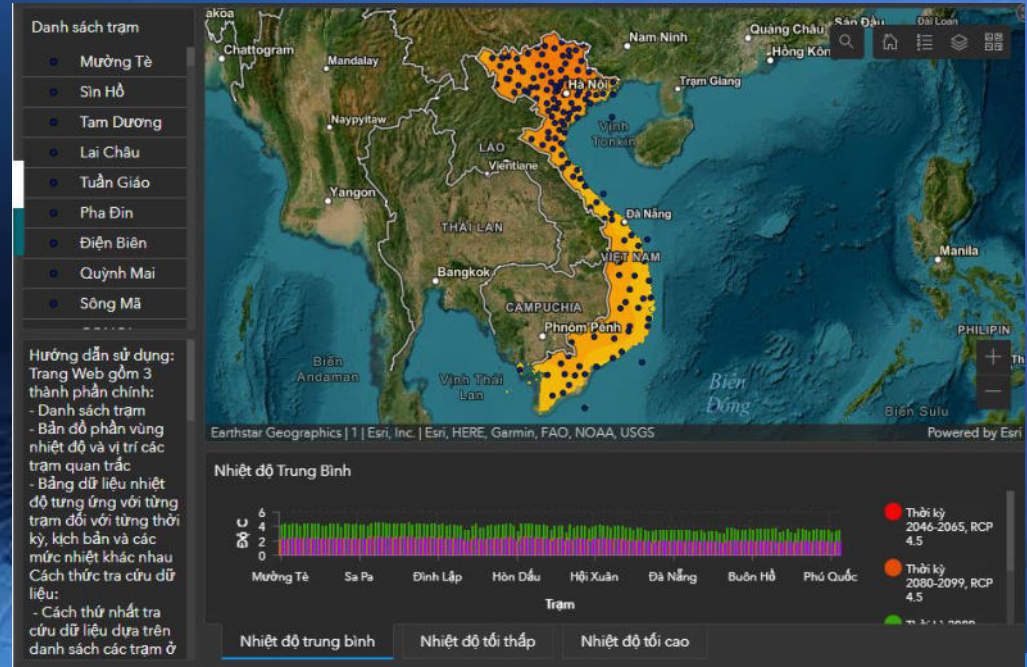 Danh sách trạm
Mường Tè
Sìn Hồ
Tam Dương
Lai Châu
Tuần Giáo
Pha Đin
Điện Biên
Quỳnh Mai
Sông Mã
Hướng dẫn sử dụng:
Trang Web gồm 3
thành phần chính:
- Danh sách trạm
- Bản đồ phân vùng
nhiệt độ và vị trí các
trạm quan trắc
- Bảng dữ liệu nhiệt
độ tưng ứng với từng
trạm đối với từng thời
kỳ, kịch bản và các
mức nhiệt khác nhau
Cách thức tra cứu dữ
liệu:
- Cách thứ nhất tra
cứu dữ liệu dựa trên
danh sách các trạm ở
Chattogram
Mandalay
Naypyitaw
Yangon
Nam Ninh
Quảng Châu
Hồng Kôn
Sán Đầu
Đài Loan
Trạm Giang
Hà Nội
Vịnh
Tonkin
LÀO
Vientiane
THÁI LAN
Đà Nẵng
VIỆT NAM
Bangkok
CAMPUCHIA
Phnôm Pênh
Manila
PHILIPIN
Biển
Andaman
Vịnh Thái
Lan
Biển
Đông
Biển Sulu
Earthstar Geographics | 1 | Esri, Inc. | Esri, HERE, Garmin, FAO, NOAA, USGS
Powered by Esri
Nhiệt độ Trung Bình
6
4
2
0
Mường Tè
Sa Pa
Đình Lập
Hòn Dấu
Hội Xuân
Đà Nẵng
Buôn Hồ
Phú Quốc
Trạm
Thời kỳ
2046-2065, RCP
4.5
Thời kỳ
2080-2099, RCP
4.5
Nhiệt độ trung bình
Nhiệt độ tối thấp
Nhiệt độ tối cao